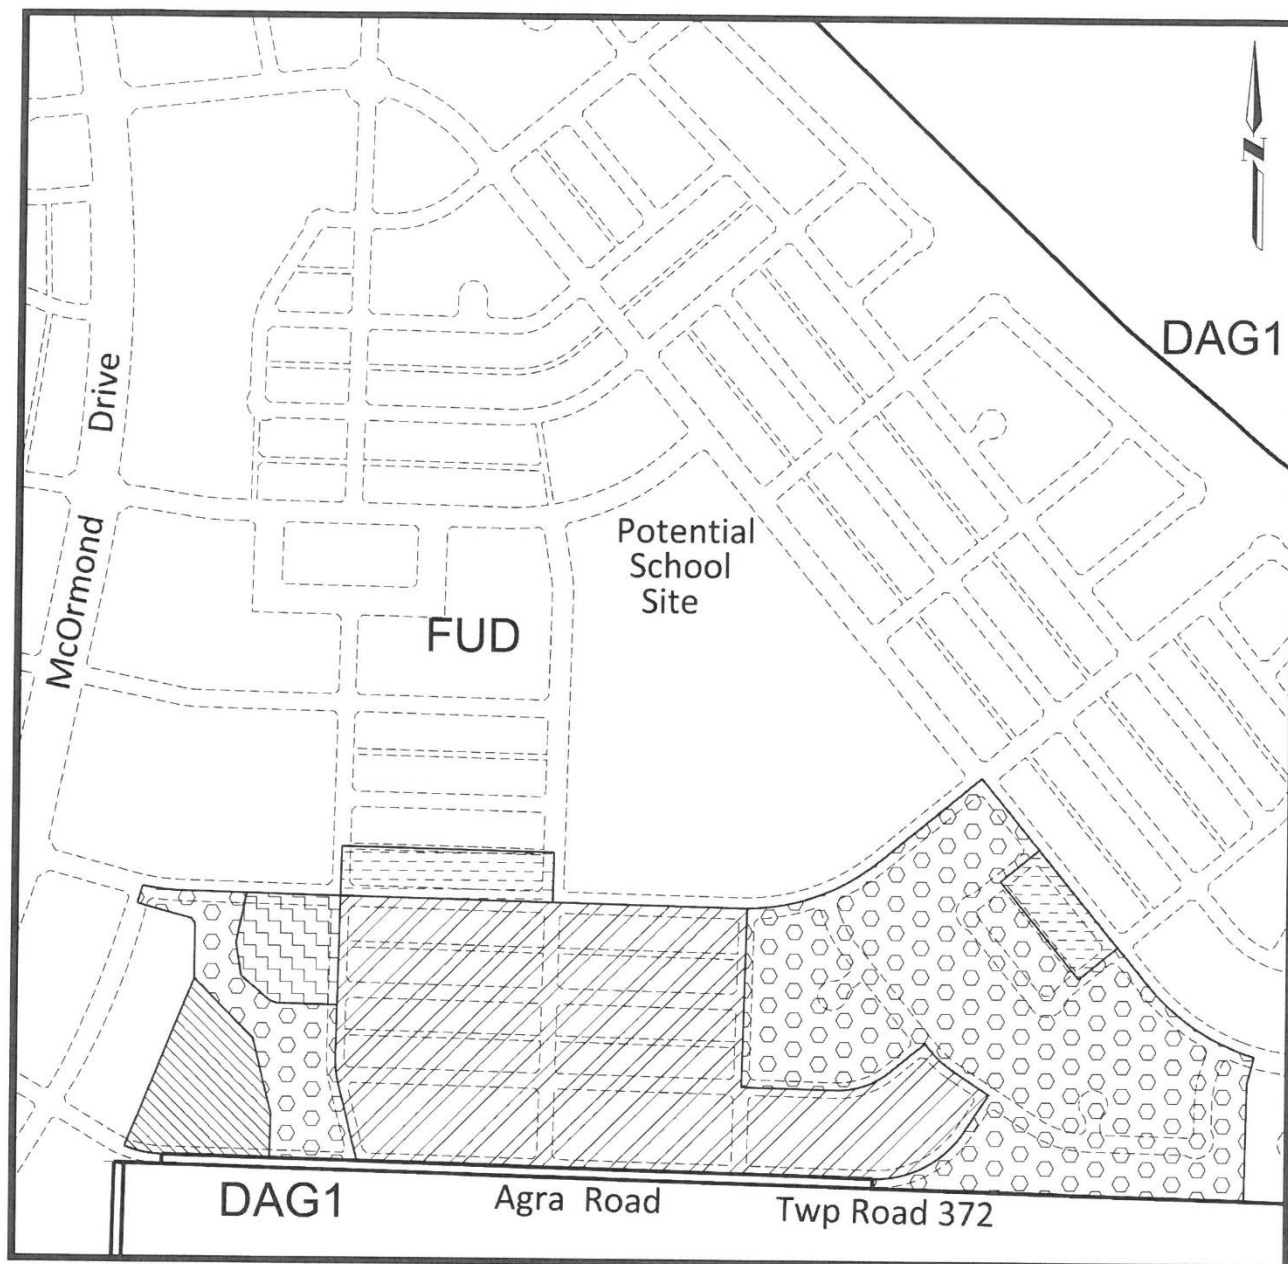 N
DAG1
McOrmond Drive
Potential
School
Site
FUD
DAG1
Agra Road
Twp Road 372